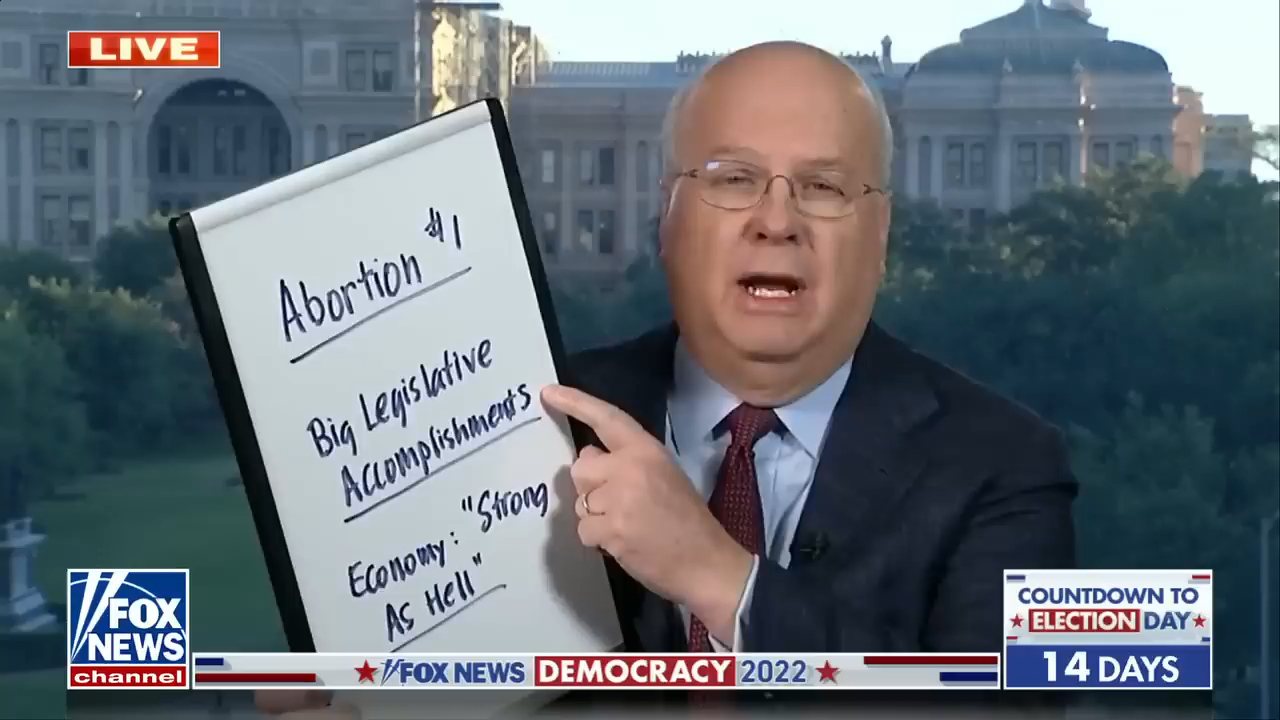 LIVE
Abortion #1
Big Legislative
Accomplishments
Economy: "Strong
As Hell"
FOX
NEWS
channel
FOX NEWS DEMOCRACY 2022
COUNTDOWN TO
ELECTION DAY
14 DAYS